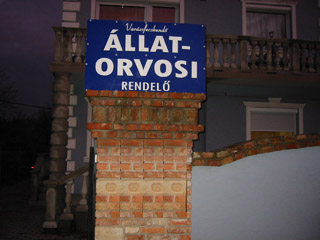 ÁLLAT-
ORVOSI
RENDELŐ